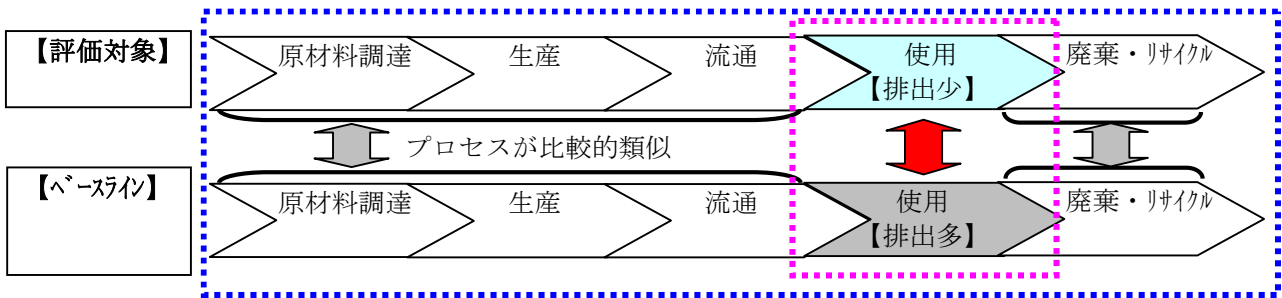 【評価対象】
原材料調達
生産
流通
使用
【排出少】
廃棄・ﾘｻｲｸﾙ
プロセスが比較的類似
【ﾍﾞｰｽﾗｲﾝ】
原材料調達
生産
流通
使用
【排出多】
廃棄・ﾘｻｲｸﾙ